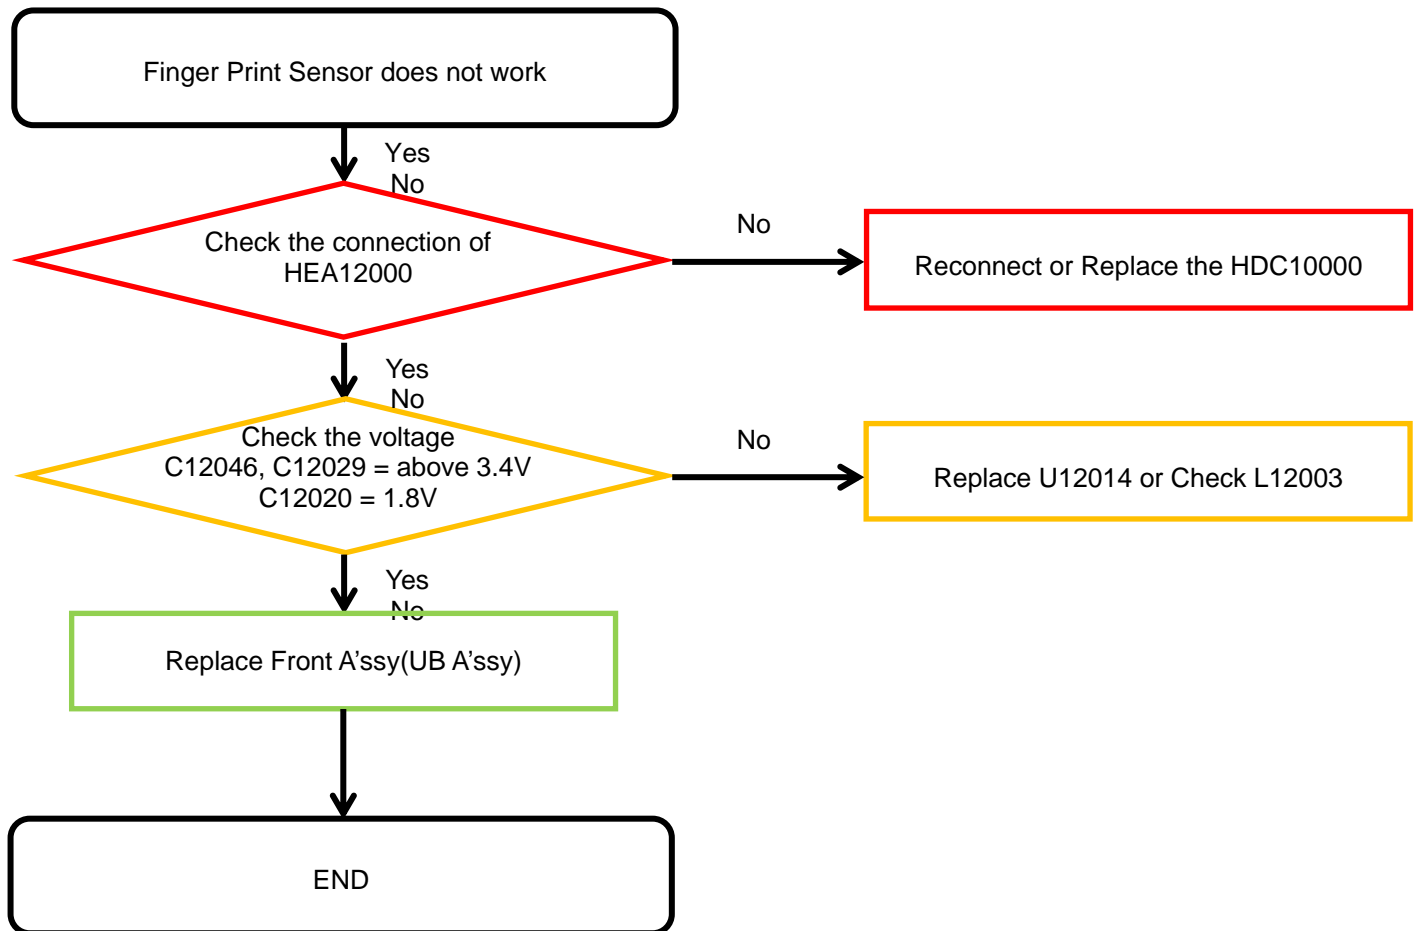 Finger Print Sensor does not work
Yes
No
Check the connection of
HEA12000
No
Reconnect or Replace the HDC10000
Yes
No
Check the voltage
C12046, C12029 = above 3.4V
C12020 = 1.8V
No
Replace U12014 or Check L12003
Yes
No
Replace Front A’ssy(UB A’ssy)
END